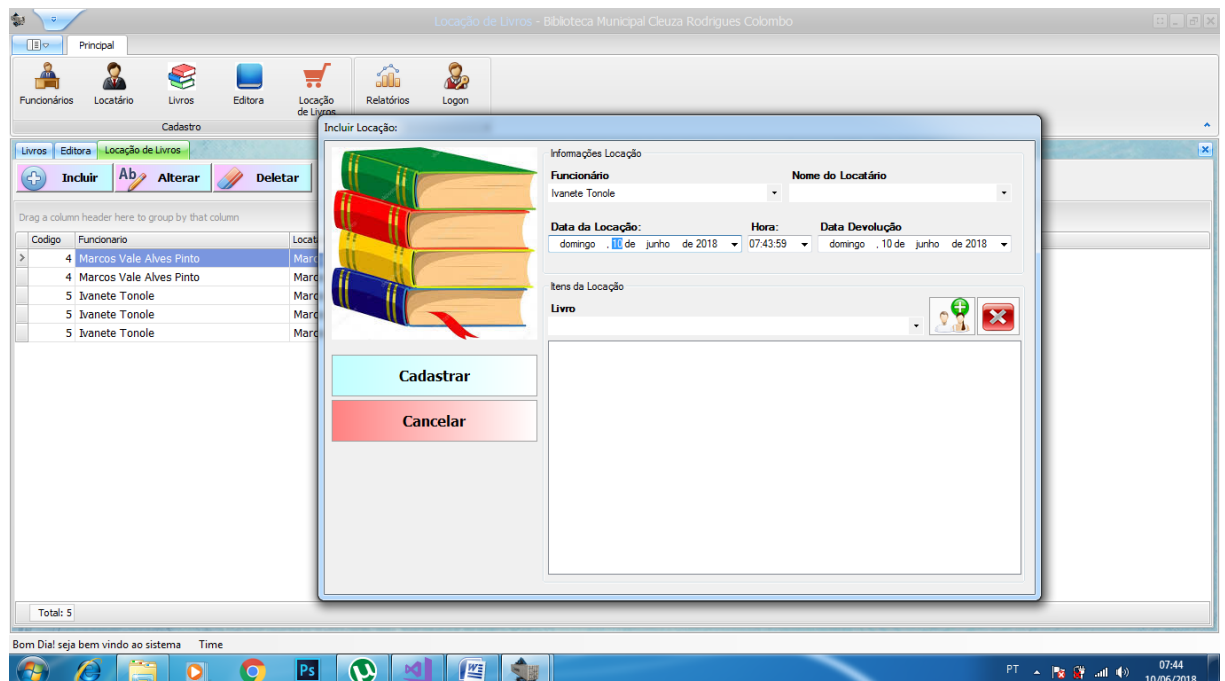 Locação de Livros - Biblioteca Municipal Cleuza Rodrigues Colombo
Principal
Funcionários Locatário Livros Editora Locação de Livros Relatórios Logon
Cadastro
Livros Editora Locação de Livros
Incluir Ab Alterar Deletar
Drag a column header here to group by that column
Codigo Funcionario
4 Marcos Vale Alves Pinto
4 Marcos Vale Alves Pinto
5 Ivanete Tonole
5 Ivanete Tonole
5 Ivanete Tonole
Total: 5
Incluir Locação:
Cadastrar
Cancelar
Informações Locação
Funcionário Nome do Locatário
Ivanete Tonole
Data da Locação: Hora: Data Devolução
domingo , 10 de junho de 2018 07:43:59 domingo , 10 de junho de 2018
Itens da Locação
Livro
Bom Dia! seja bem vindo ao sistema Time
Ps PT 07:44
10/06/2018